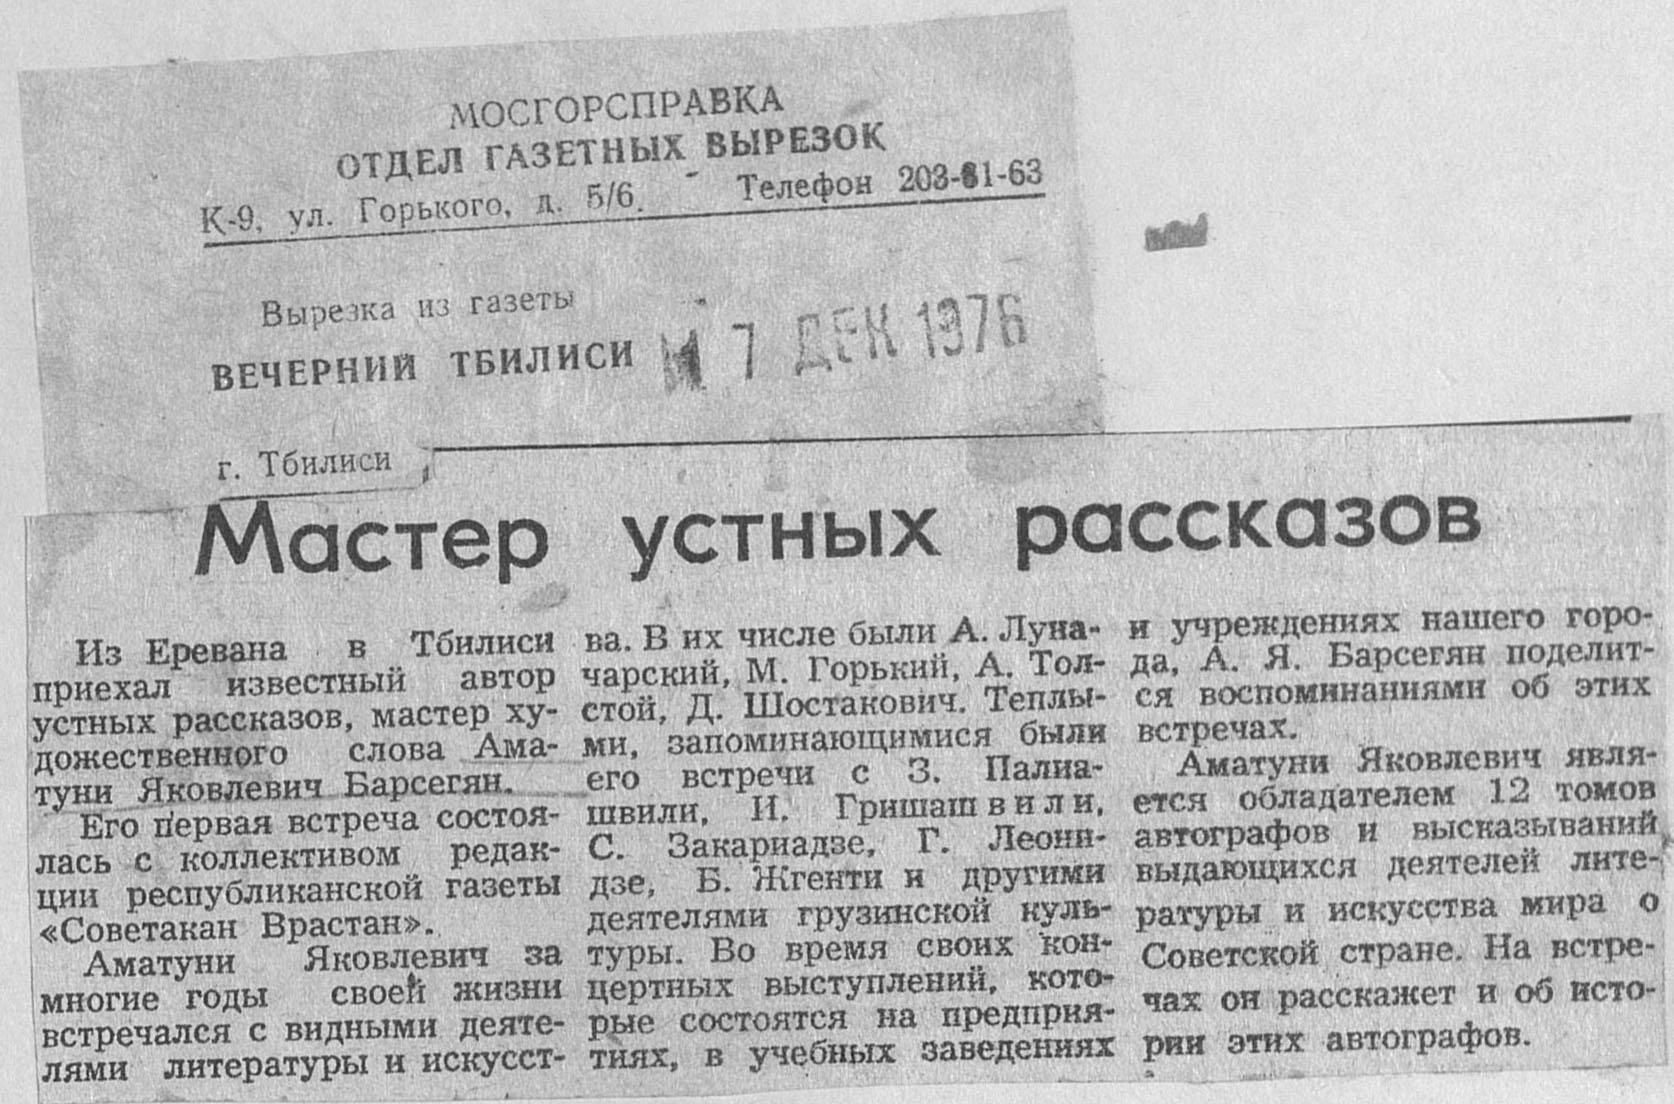 МОСГОРСПРАВКА
ОТДЕЛ ГАЗЕТНЫХ ВЫРЕЗОК
К-9, ул. Горького, д. 5/6. Телефон 203-81-63
Вырезка из газеты
ВЕЧЕРНИЙ ТБИЛИСИ
7 ДЕК 1976
г. Тбилиси
Мастер устных рассказов
Из Еревана в Тбилиси
приехал известный автор
устных рассказов, мастер ху-
дожественного слова Ама-
туни Яковлевич Барсегян.
Его первая встреча состоя-
лась с коллективом редак-
ции республиканской газеты
«Советакан Врастан».
Аматуни Яковлевич за
многие годы своей жизни
встречался с видными деяте-
лями литературы и искусст-
ва. В их числе были А. Луна-
чарский, М. Горький, А. Тол-
стой, Д. Шостакович. Теплы-
ми, запоминающимися были
его встречи с З. Палиа-
швили, И. Гришашвили,
С. Закариадзе, Г. Леони-
дзе, Б. Жгенти и другими
деятелями грузинской куль-
туры. Во время своих кон-
цертных выступлений, кото-
рые состоятся на предприя-
тиях, в учебных заведениях
и учреждениях нашего горо-
да, А. Я. Барсегян поделит-
ся воспоминаниями об этих
встречах.
Аматуни Яковлевич явля-
ется обладателем 12 томов
автографов и высказываний
выдающихся деятелей лите-
ратуры и искусства мира о
Советской стране. На встре-
чах он расскажет и об исто-
рии этих автографов.